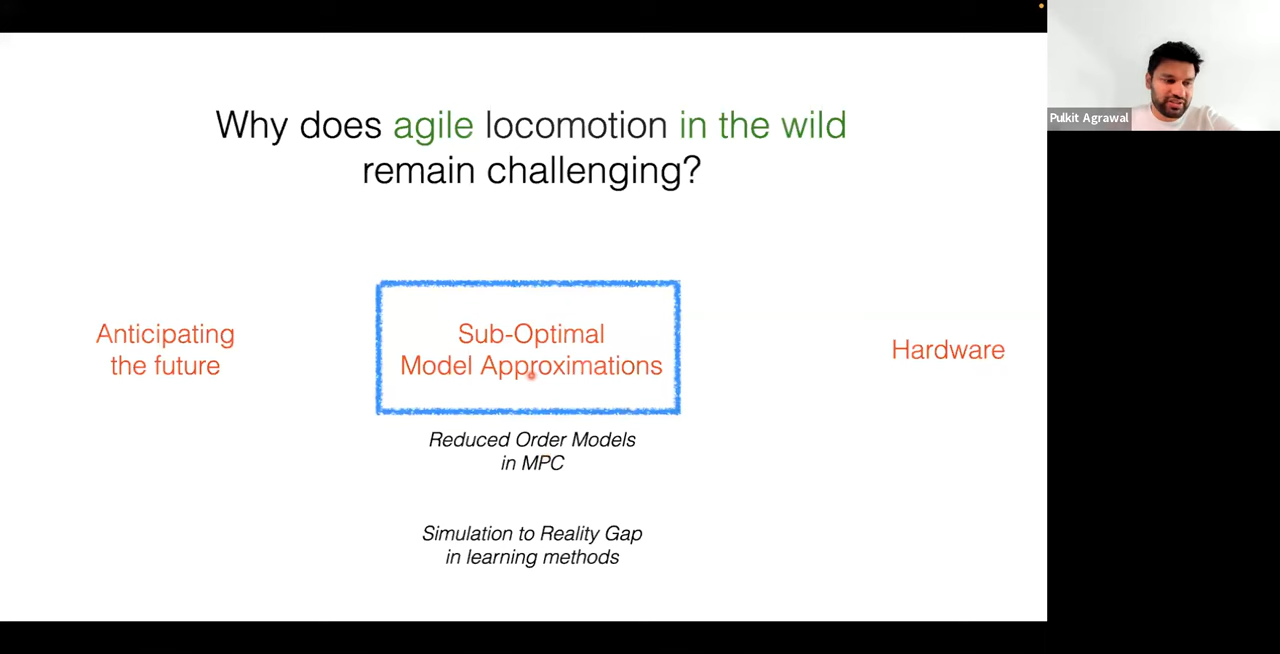 Why does agile locomotion in the wild
remain challenging?
Pulkit Agrawal
Anticipating
the future
Sub-Optimal
Model Approximations
Hardware
Reduced Order Models
in MPC
Simulation to Reality Gap
in learning methods